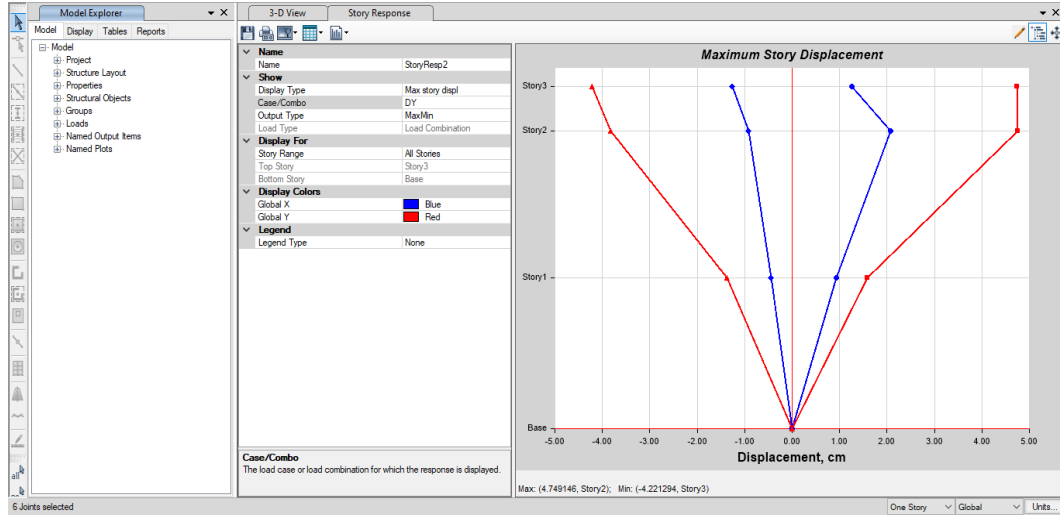 Model Explorer
Model Display Tables Reports
Model
Project
Structure Layout
Properties
Structural Objects
Groups
Loads
Named Output Items
Named Plots
all
6 Joints selected
3-D View Story Response
Name
Name StoryResp2
Show
Display Type Max story displ
Case/Combo DY
Output Type MaxMin
Load Type Load Combination
Display For
Story Range All Stories
Top Story Story3
Bottom Story Base
Display Colors
Global X Blue
Global Y Red
Legend
Legend Type None
Case/Combo
The load case or load combination for which the response is displayed.
Maximum Story Displacement
Story3
Story2
Story1
Base
-5.00 -4.00 -3.00 -2.00 -1.00 0.00 1.00 2.00 3.00 4.00 5.00
Displacement, cm
Max: (4.749146, Story2); Min: (-4.221294, Story3)
One Story Global Units...